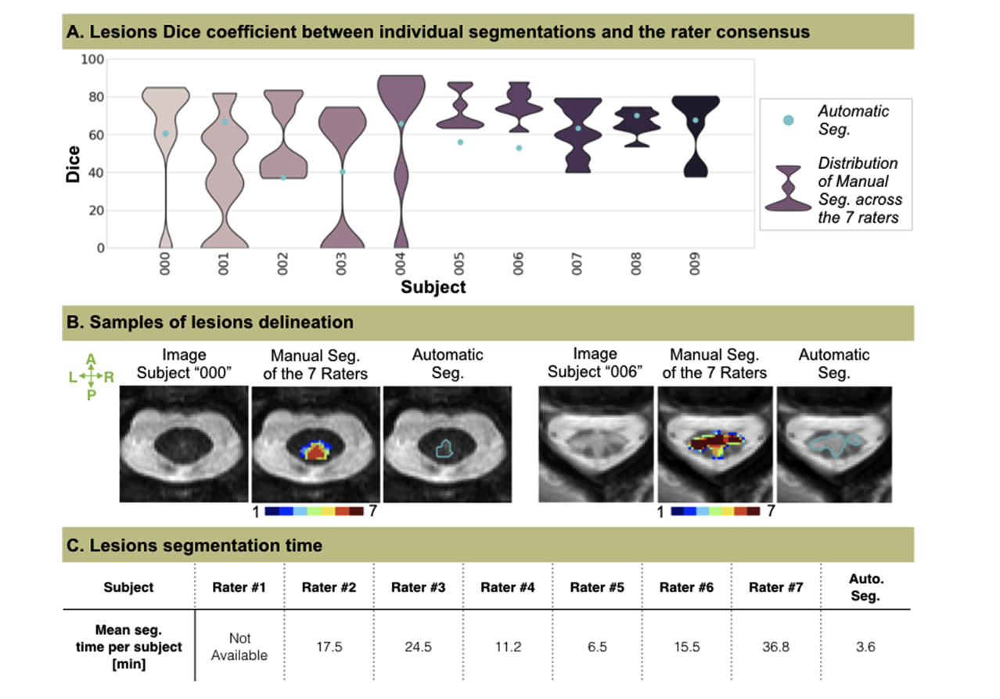 A. Lesions Dice coefficient between individual segmentations and the rater consensus
Dice
100
80
60
40
20
0
000
001
002
003
004
005
006
007
008
009
Subject
Automatic
Seg.
Distribution
of Manual
Seg. across
the 7 raters
B. Samples of lesions delineation
A
L R
P
Image
Subject “000”
Manual Seg.
of the 7 Raters
Automatic
Seg.
Image
Subject “006”
Manual Seg.
of the 7 Raters
Automatic
Seg.
1 7
1 7
C. Lesions segmentation time
Subject Rater #1 Rater #2 Rater #3 Rater #4 Rater #5 Rater #6 Rater #7 Auto.
Seg.
Mean seg.
time per subject
[min]
Not
Available
17.5 24.5 11.2 6.5 15.5 36.8 3.6